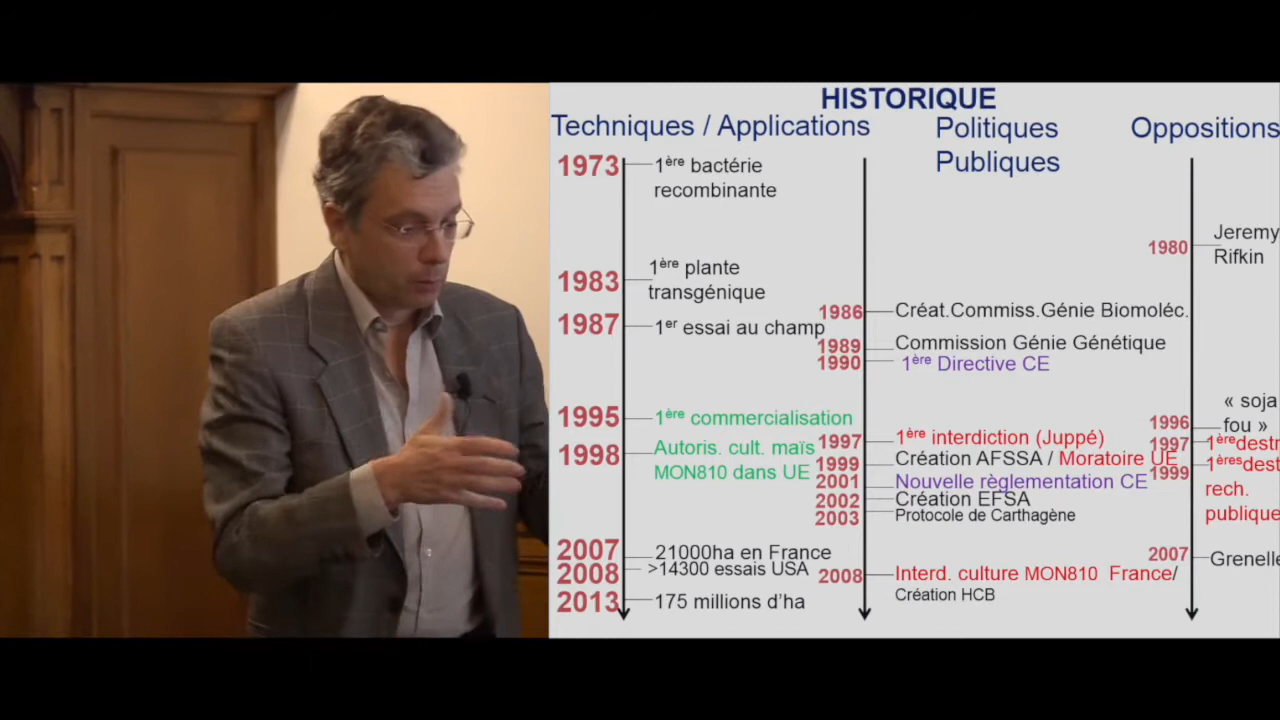 HISTORIQUE
Techniques / Applications
1973
1ère bactérie
recombinante
1983
1ère plante
transgénique
1987
1er essai au champ
1995
1ère commercialisation
1998
Autoris. cult. maïs
MON810 dans UE
2007
21000ha en France
2008
>14300 essais USA
2013
175 millions d'ha
Politiques
Publiques
1986
Créat.Commiss.Génie Biomoléc.
1989
Commission Génie Génétique
1990
1ère Directive CE
1997
1ère interdiction (Juppé)
1999
Création AFSSA / Moratoire UE
2001
Nouvelle règlementation CE
2002
Création EFSA
2003
Protocole de Carthagène
2008
Interd. culture MON810 France/
Création HCB
Oppositions
1980
Jeremy
Rifkin
1996
« soja
fou »
1997
1ère destr
1999
1ères dest
rech.
publique
2007
Grenelle